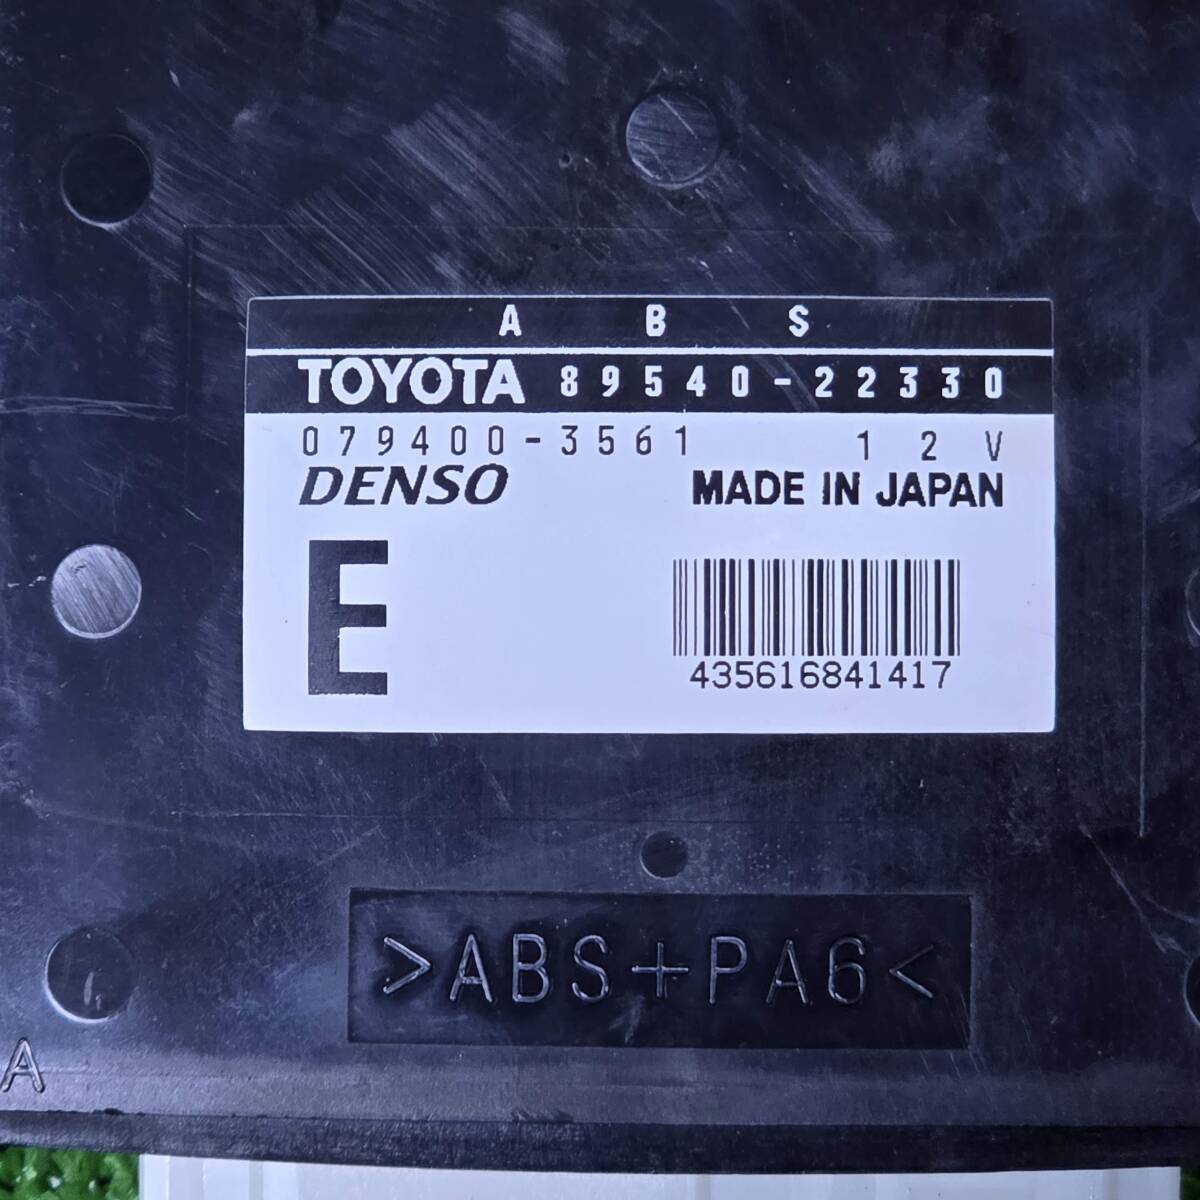 A B S
TOYOTA 89540-22330
079400-3561 12V
DENSO MADE IN JAPAN
E
435616841417
>ABS+PA6<
A